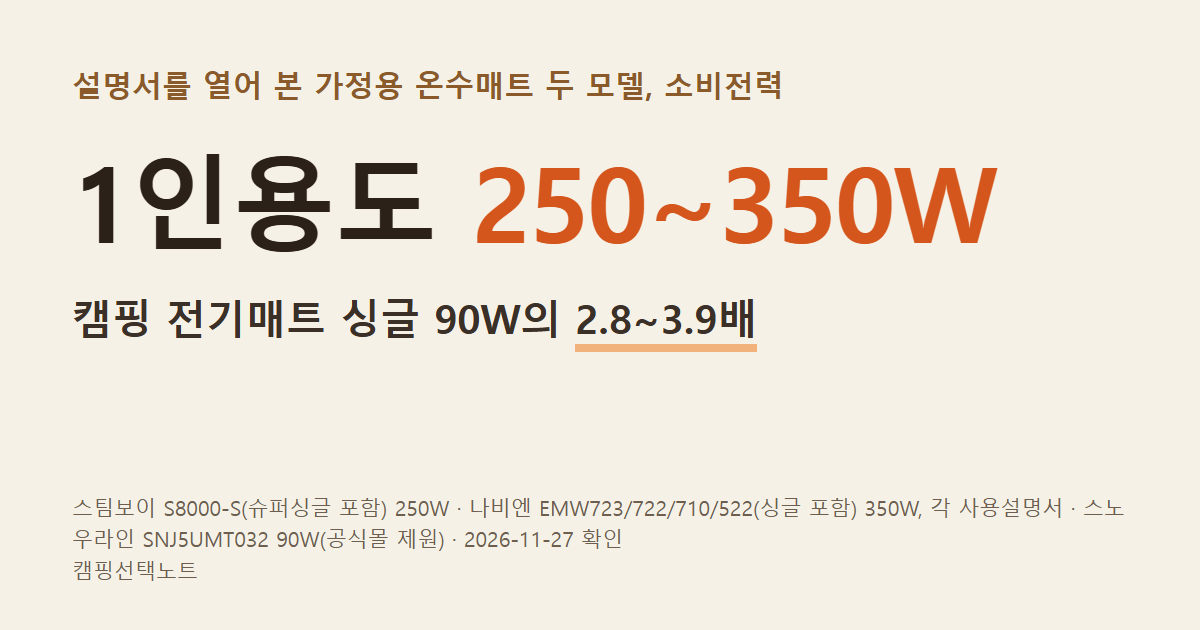 설명서를 열어 본 가정용 온수매트 두 모델, 소비전력
1인용도 250~350W
캠핑 전기매트 싱글 90W의 2.8~3.9배
스팀보이 S8000-S(슈퍼싱글 포함) 250W · 나비엔 EMW723/722/710/522(싱글 포함) 350W, 각 사용설명서 · 스노
우라인 SNJ5UMT032 90W(공식몰 제원) · 2026-11-27 확인
캠핑선택노트